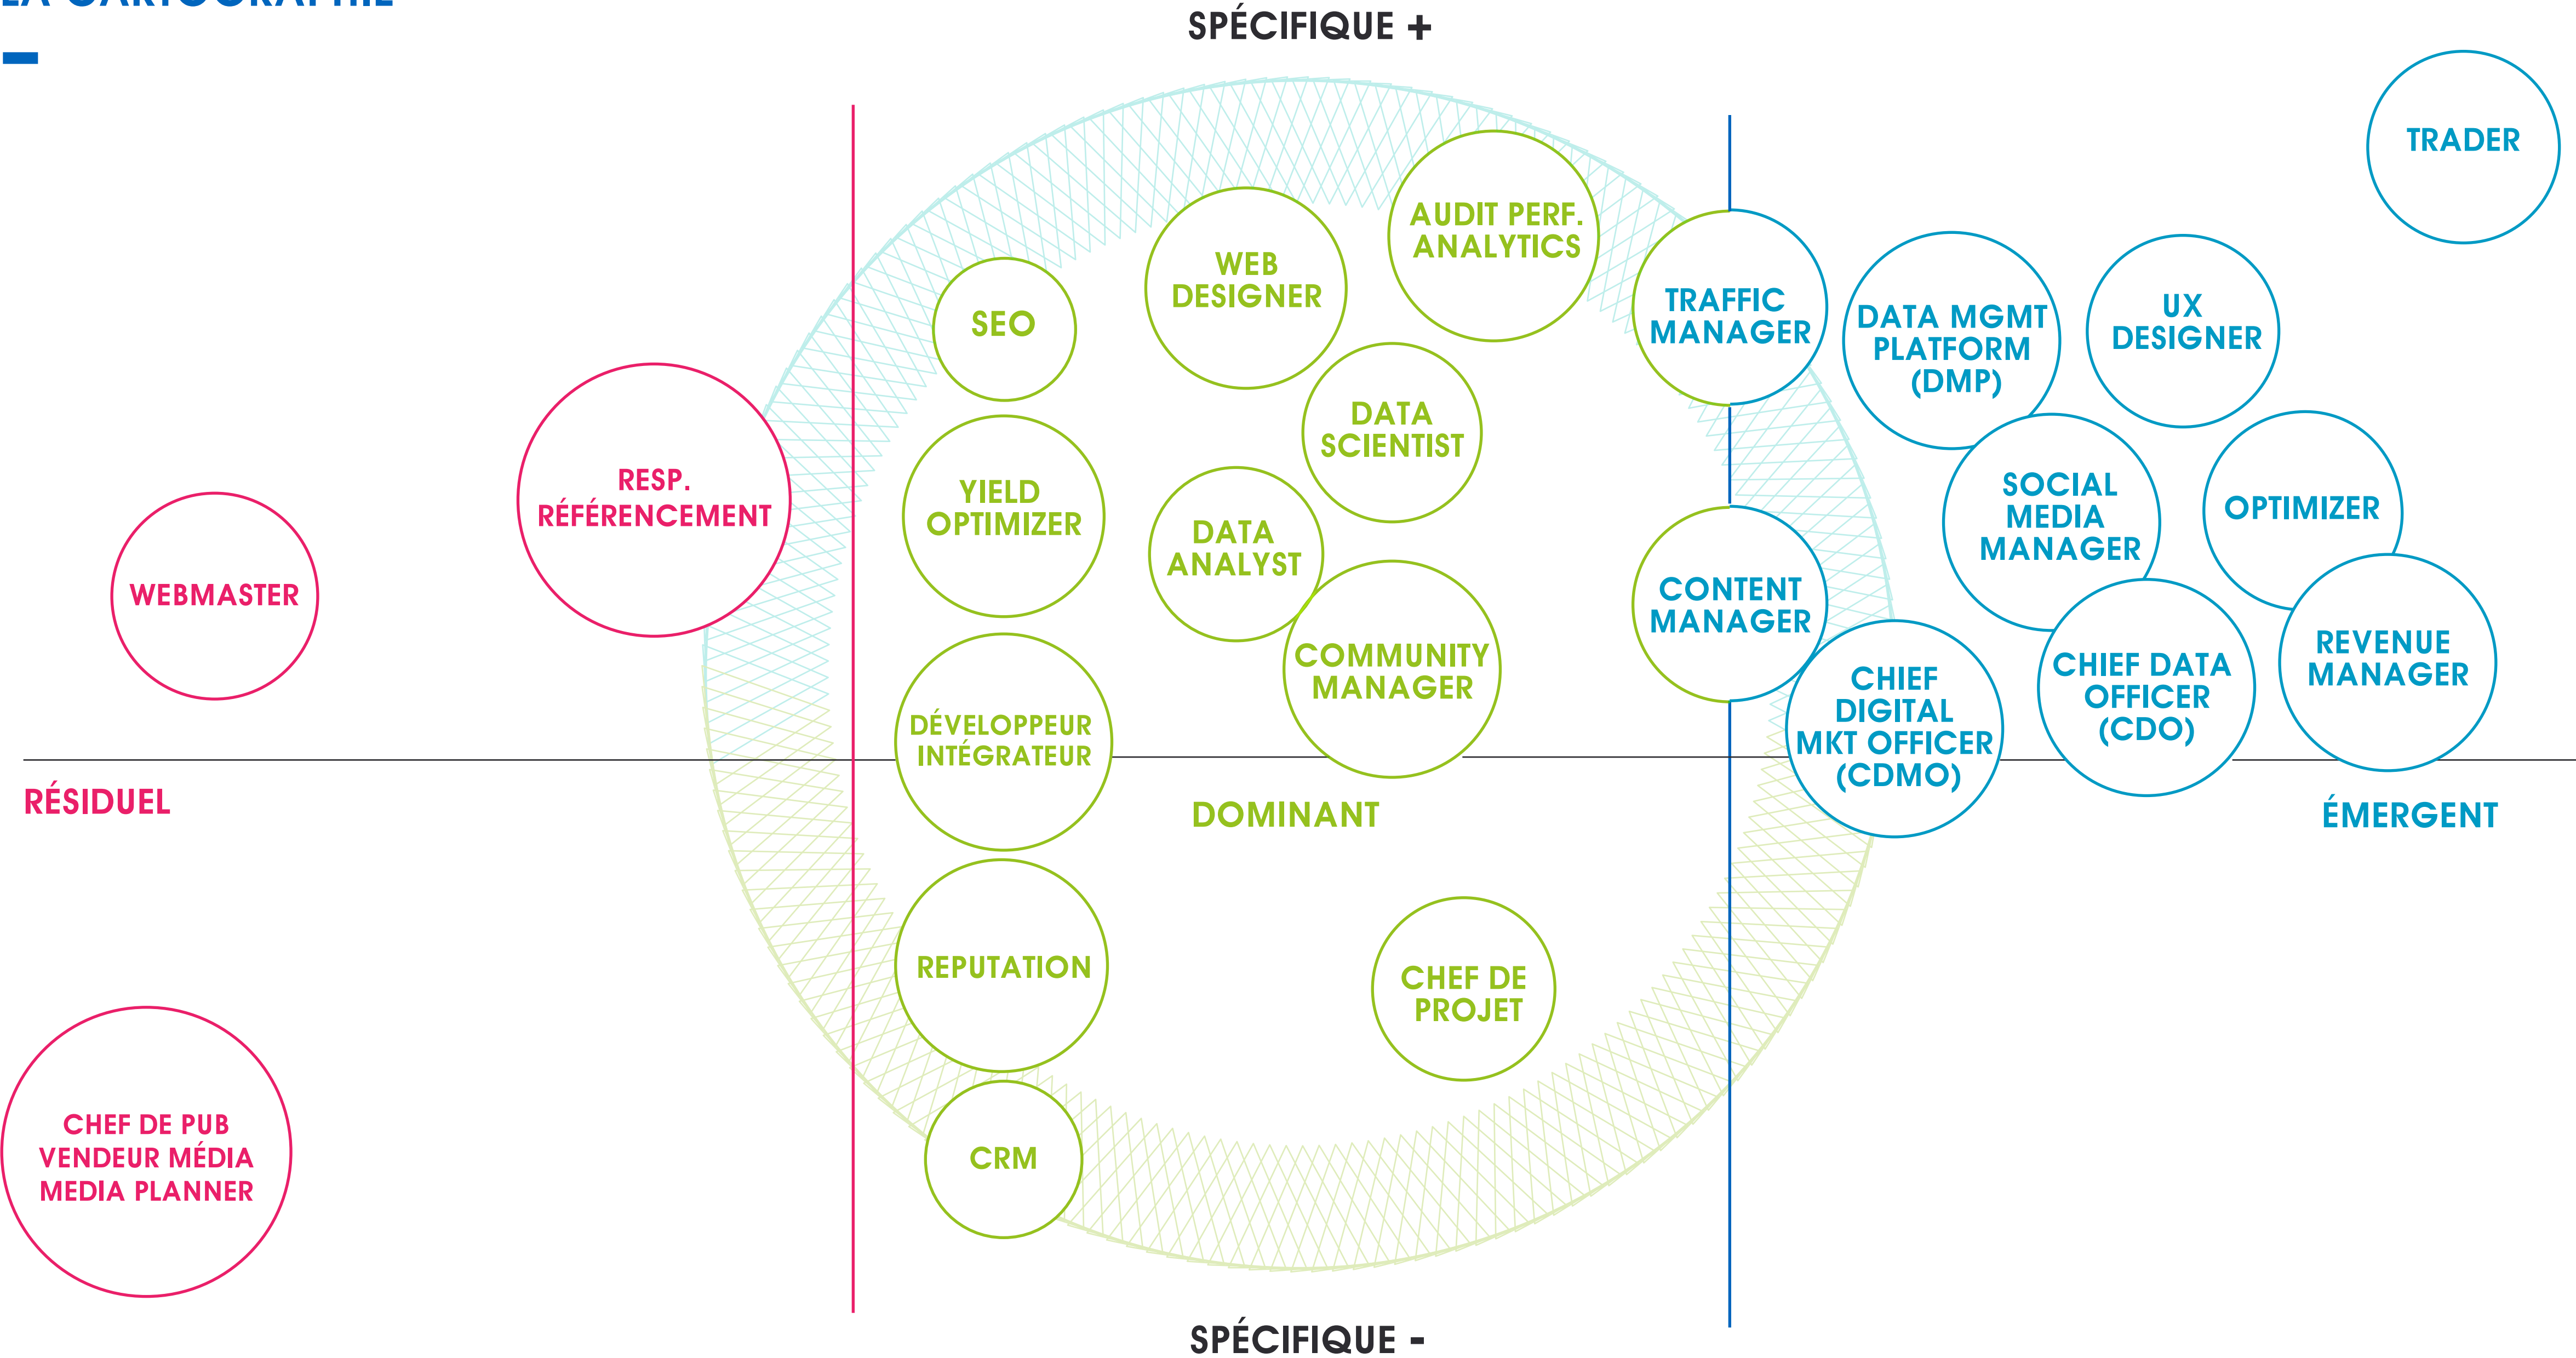 LA CARTOGRAPHIE
SPÉCIFIQUE +
TRADER
AUDIT PERF.
ANALYTICS
WEB
DESIGNER
SEO
TRAFFIC
MANAGER
DATA MGMT
PLATFORM
(DMP)
UX
DESIGNER
DATA
SCIENTIST
RESP.
RÉFÉRENCEMENT
YIELD
OPTIMIZER
DATA
ANALYST
SOCIAL
MEDIA
MANAGER
OPTIMIZER
WEBMASTER
CONTENT
MANAGER
COMMUNITY
MANAGER
REVENUE
MANAGER
CHIEF DATA
OFFICER
(CDO)
CHIEF
DIGITAL
MKT OFFICER
(CDMO)
DÉVELOPPEUR
INTÉGRATEUR
RÉSIDUEL
DOMINANT
ÉMERGENT
REPUTATION
CHEF DE
PROJET
CHEF DE PUB
VENDEUR MÉDIA
MEDIA PLANNER
CRM
SPÉCIFIQUE -